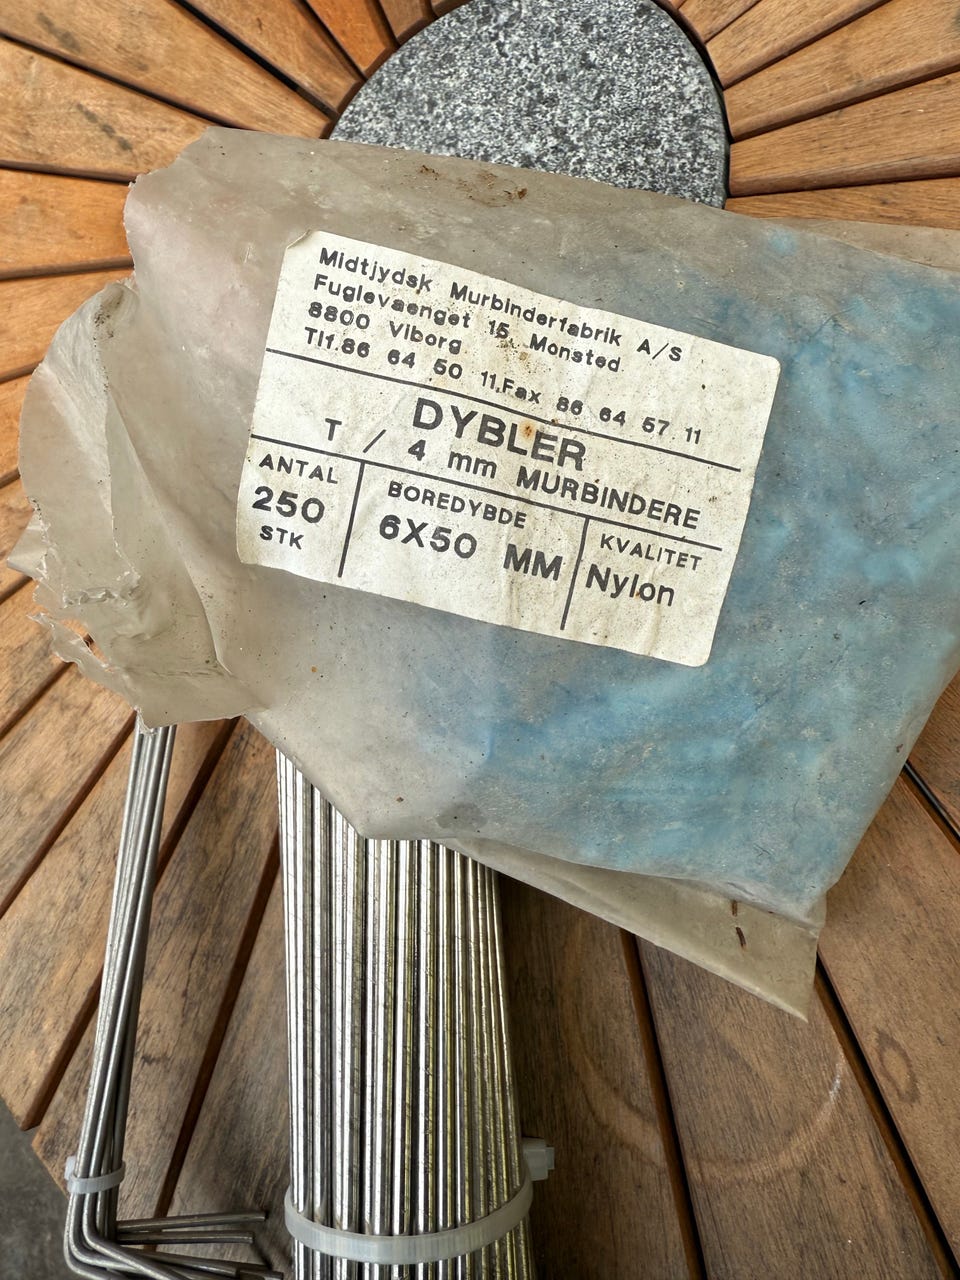 Midtjydsk Murbinderfabrik A/S
Fuglevaenget 15, Monsted
8800 Viborg
Tlf.86 64 50 11.Fax 86 64 57 11
DYBLER
T / 4 mm MURBINDERE
ANTAL
250
STK
BOREDYBDE
6X50 MM
KVALITET
Nylon